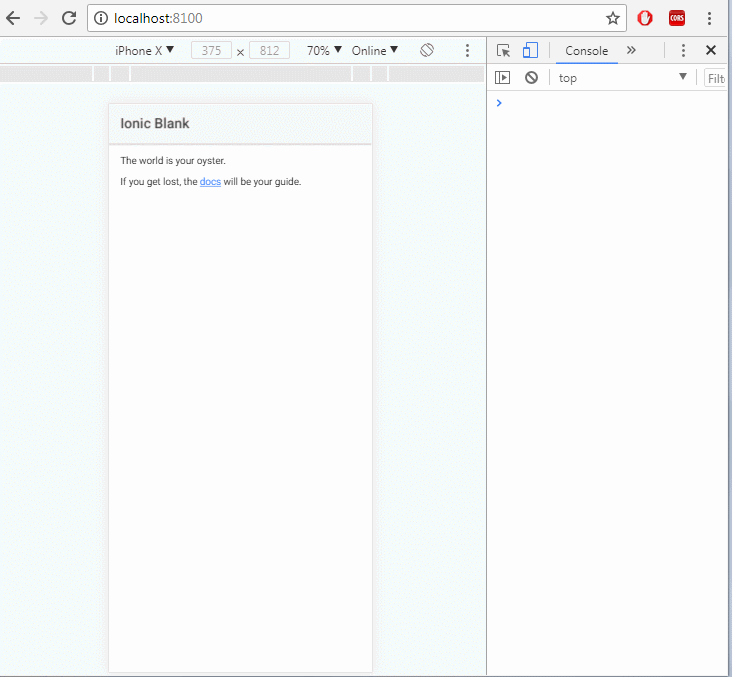 localhost:8100
CORS
iPhone X ▼ 375 × 812 70% ▼ Online ▼
Console »
top ▼
Filt
Ionic Blank
The world is your oyster.
If you get lost, the docs will be your guide.